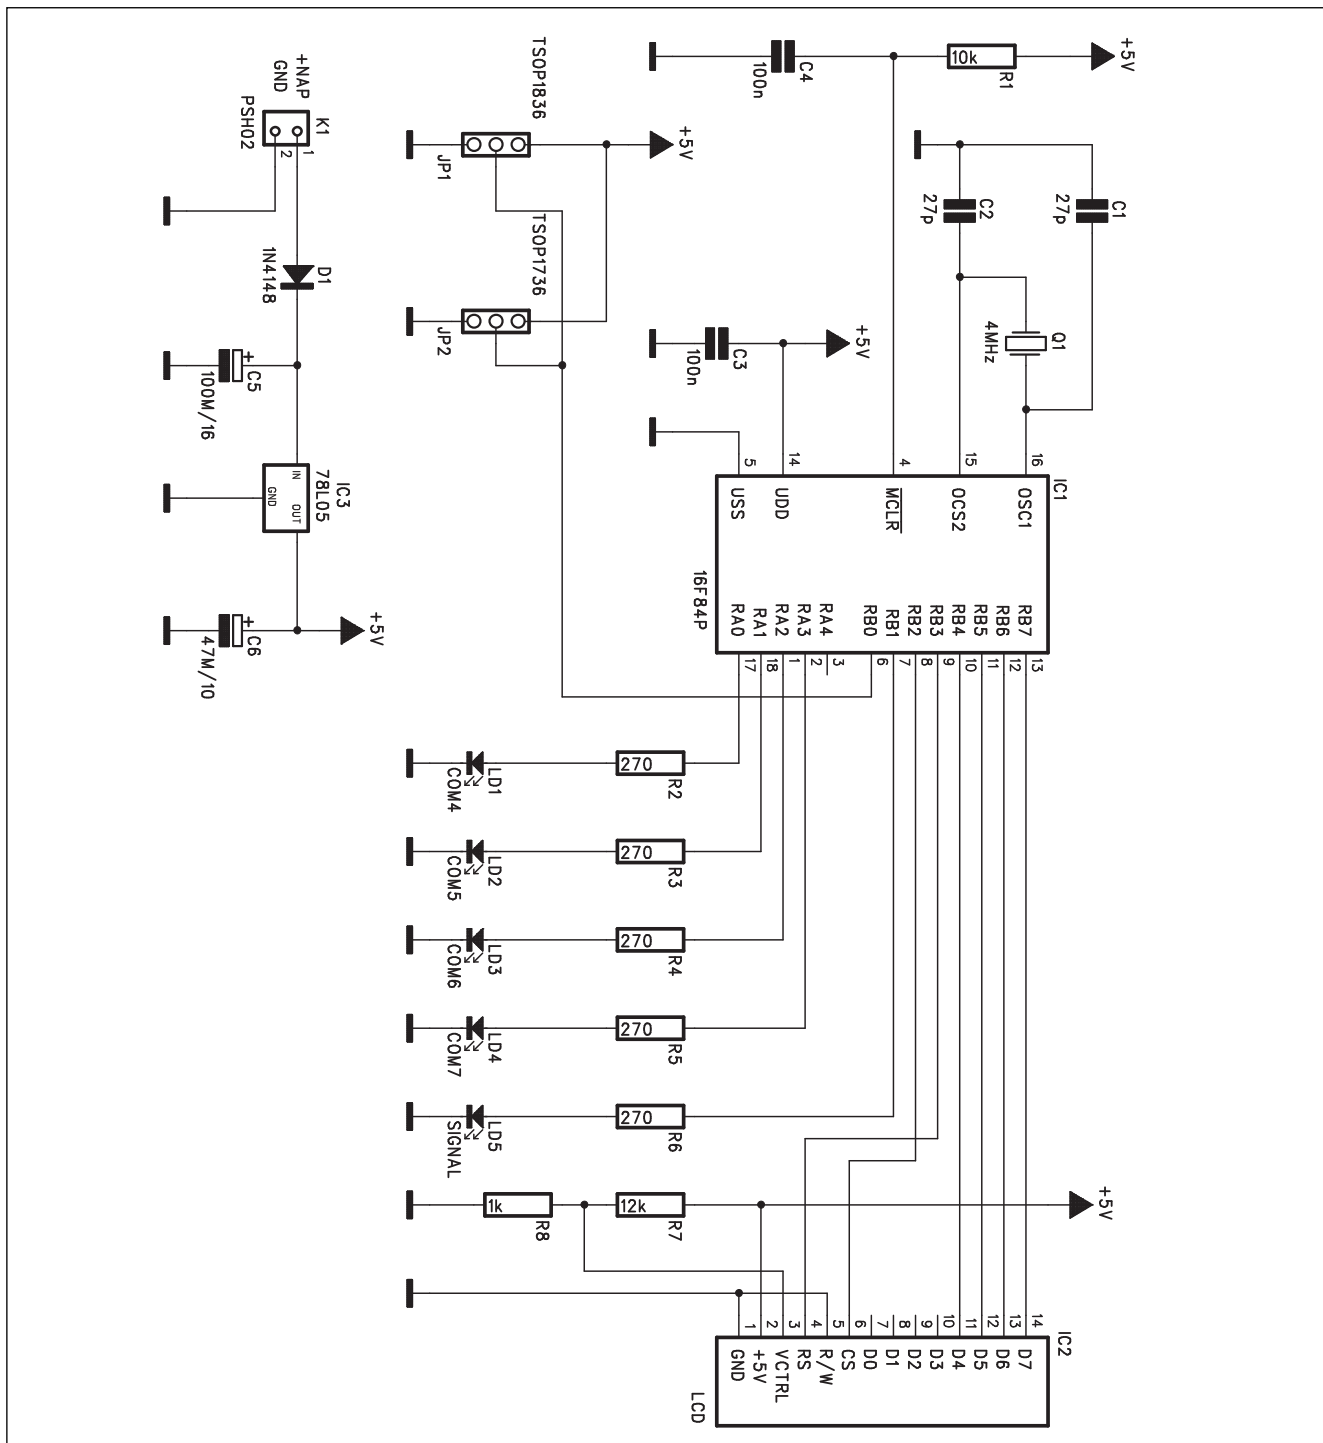 +5V
R1
10k
C4
100n
+5V
TSOP1836
JP1
TSOP1736
JP2
+NAP
GND
K1
PSH02
1
2
D1
1N4148
C5
+
100M/16
IC3
78L05
IN
GND
OUT
+5V
C6
+
47M/10
C1
27p
C2
27p
Q1
4MHz
+5V
C3
100n
16
15
4
14
5
IC1
OSC1
OCS2
MCLR
UDD
USS
16F84P
RB7
RB6
RB5
RB4
RB3
RB2
RB1
RB0
RA4
RA3
RA2
RA1
RA0
13
12
11
10
9
8
7
6
3
2
1
18
17
270
R2
LD1
COM4
270
R3
LD2
COM5
270
R4
LD3
COM6
270
R5
LD4
COM7
270
R6
LD5
SIGNAL
+5V
12k
R7
1k
R8
14
13
12
11
10
9
8
7
6
5
4
3
2
1
IC2
D7
D6
D5
D4
D3
D2
D1
D0
CS
R/W
RS
VCTRL
+5V
GND
LCD